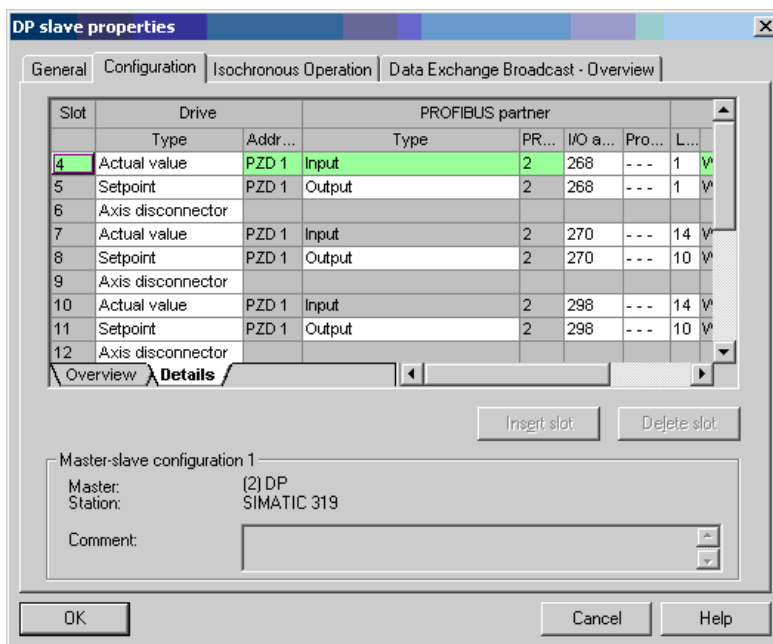 DP slave properties
General Configuration Isochronous Operation Data Exchange Broadcast - Overview
Slot Drive PROFIBUS partner
Type Addr... Type PR... I/O a... Pro... L...
4 Actual value PZD 1 Input 2 268 - - - 1
5 Setpoint PZD 1 Output 2 268 - - - 1
6 Axis disconnector
7 Actual value PZD 1 Input 2 270 - - - 14
8 Setpoint PZD 1 Output 2 270 - - - 10
9 Axis disconnector
10 Actual value PZD 1 Input 2 298 - - - 14
11 Setpoint PZD 1 Output 2 298 - - - 10
12 Axis disconnector
Overview Details
Insert slot Delete slot
Master-slave configuration 1
Master: (2) DP
Station: SIMATIC 319
Comment:
OK Cancel Help